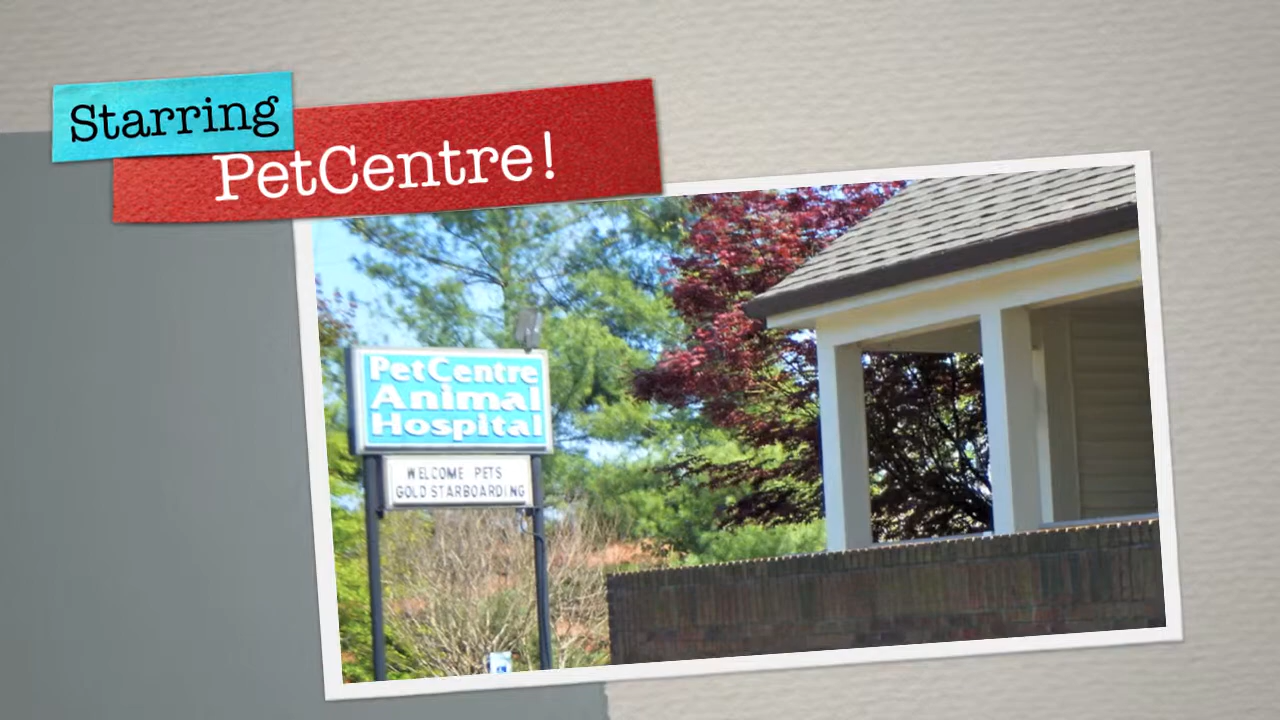 Starring
PetCentre!
PetCentre
Animal
Hospital
WELCOME PETS
GOLD STARBOARDING